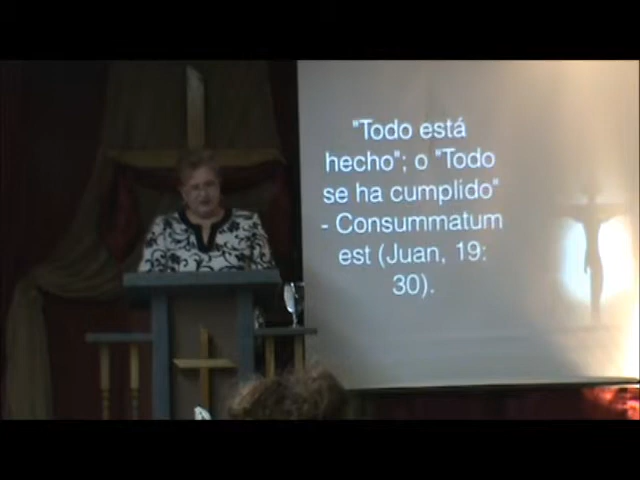 "Todo está
hecho"; o "Todo
se ha cumplido"
- Consummatum
est (Juan, 19:
30).